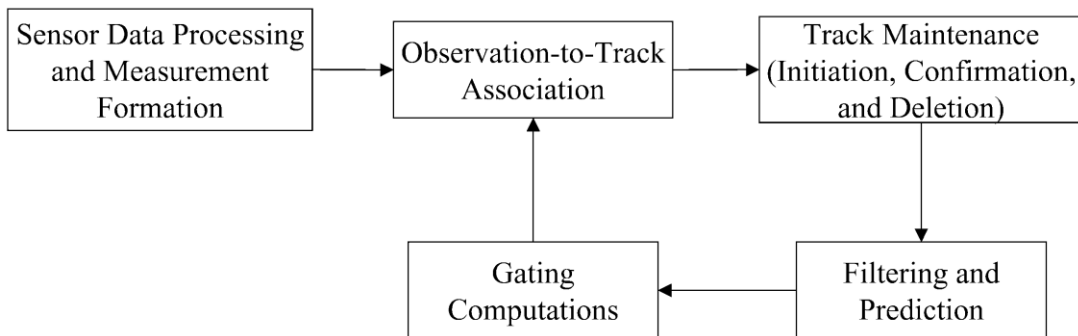 Sensor Data Processing
and Measurement
Formation
Observation-to-Track
Association
Track Maintenance
(Initiation, Confirmation,
and Deletion)
Gating
Computations
Filtering and
Prediction